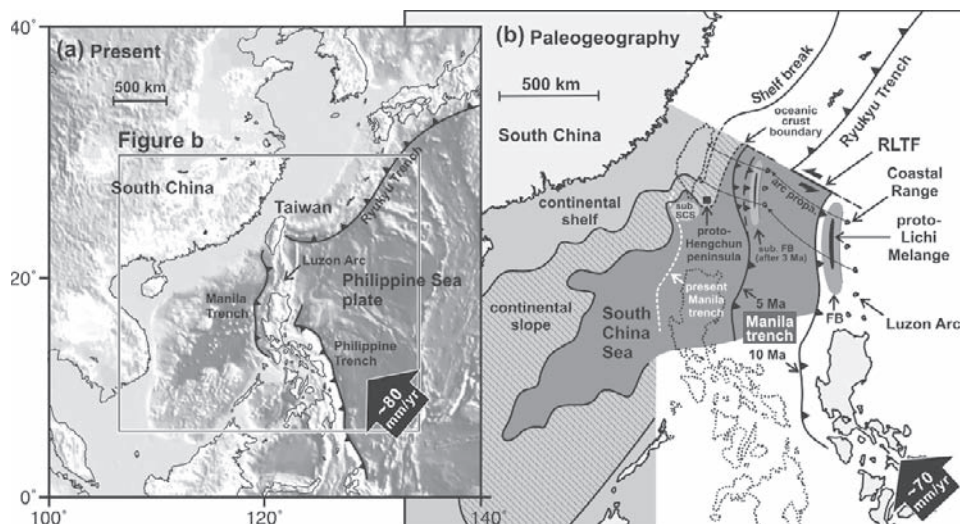 (a) Present
500 km
Figure b
South China
Taiwan
Ryukyu Trench
Luzon Arc
Philippine Sea
plate
Manila
Trench
Philippine
Trench
~80
mm/yr
40°
20°
0°
100°
120°
140°
(b) Paleogeography
500 km
South China
Shelf break
oceanic
crust
boundary
Ryukyu Trench
RLTF
Coastal
Range
arc propa.
continental
shelf
sub.
SCS
proto-
Hengchun
peninsula
sub. FB
(after 3 Ma)
proto-
Lichi
Melange
present
Manila
trench
continental
slope
South
China
Sea
5 Ma
Manila
trench
10 Ma
FB
Luzon Arc
~70
mm/yr